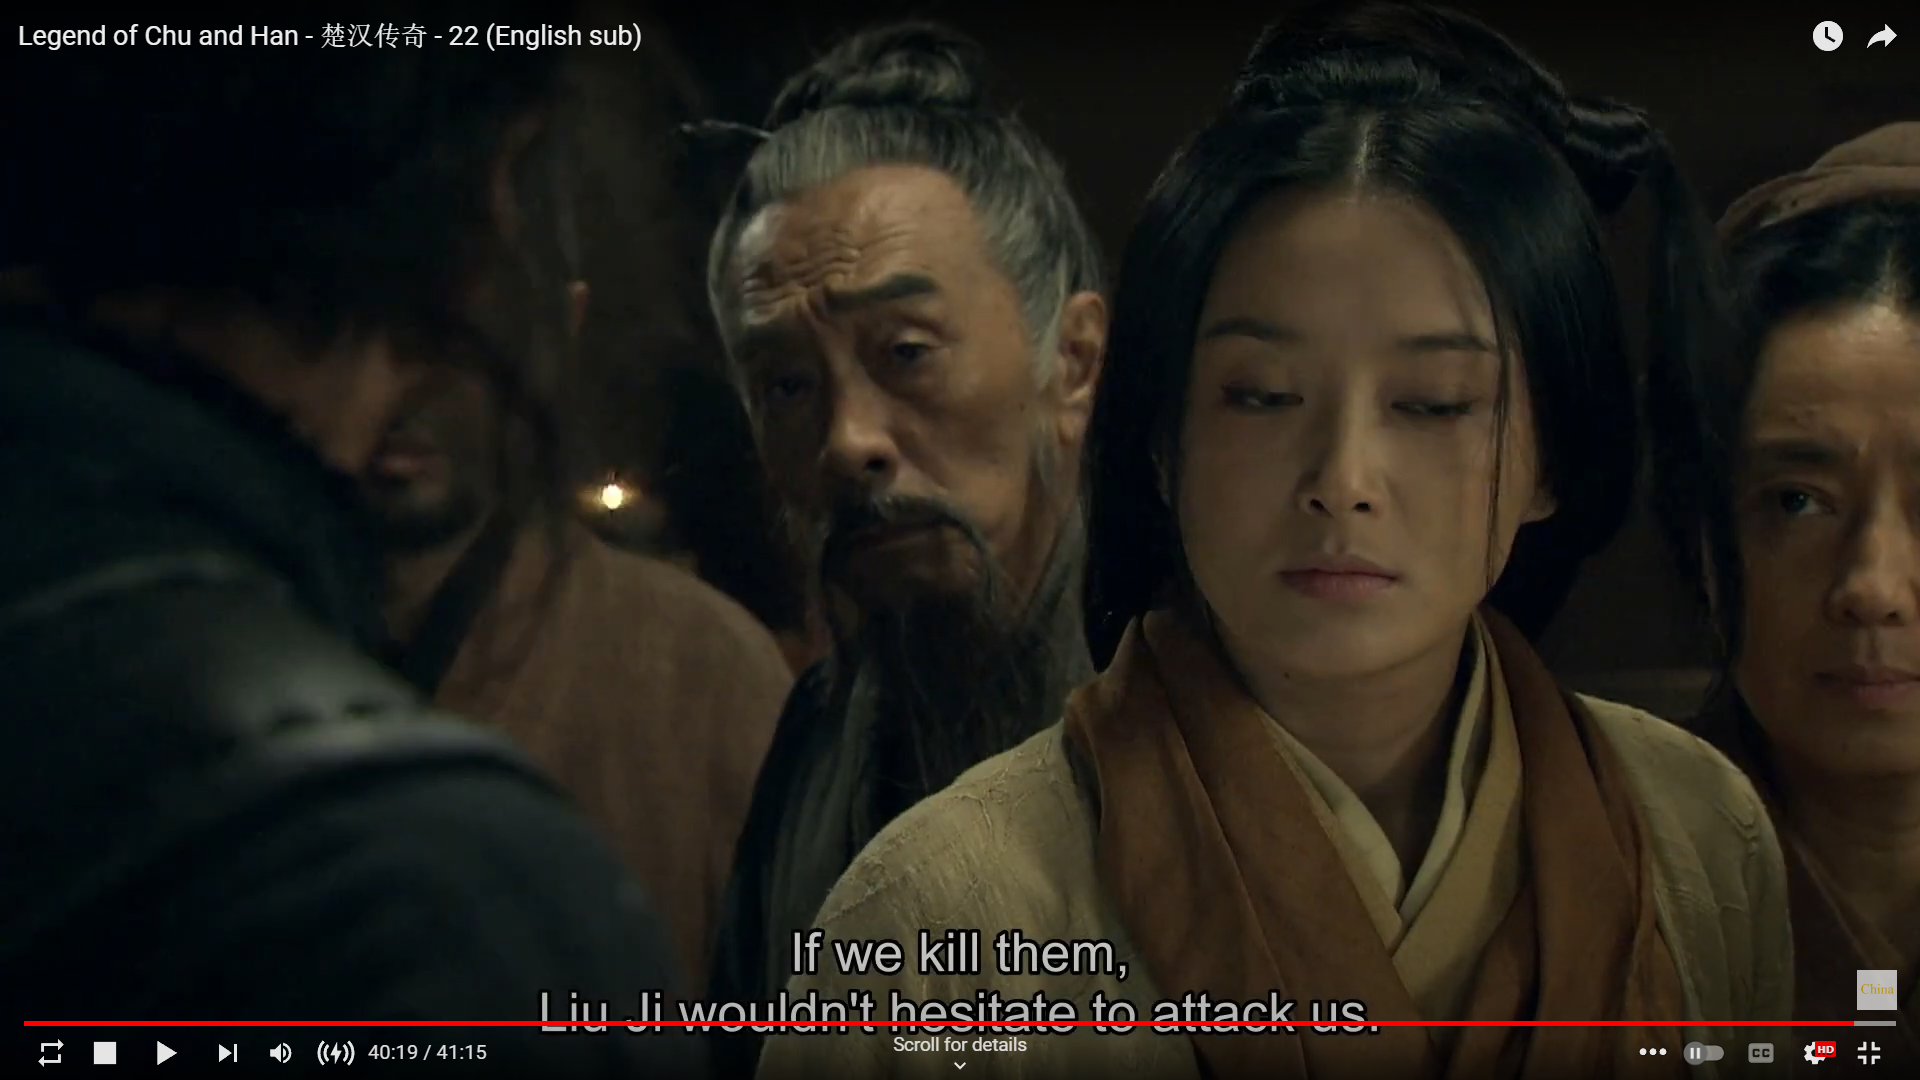 Legend of Chu and Han - 楚汉传奇 - 22 (English sub)
If we kill them,
Liu Ji wouldn't hesitate to attack us.
China
Scroll for details
40:19 / 41:15
CC
HD